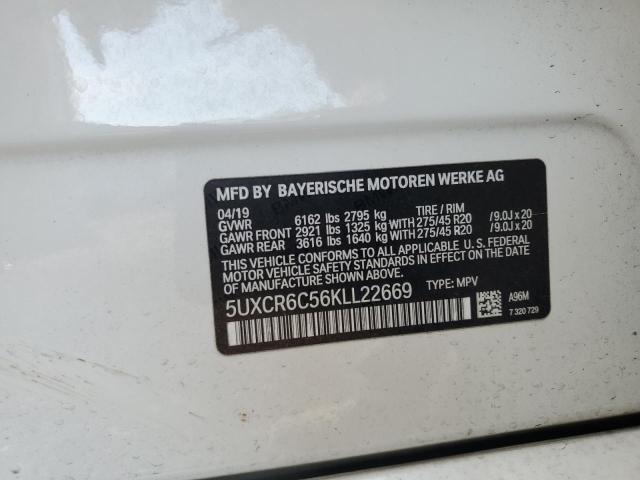 MFD BY BAYERISCHE MOTOREN WERKE AG
04/19
GVWR 6162 lbs 2795 kg TIRE / RIM
GAWR FRONT 2921 lbs 1325 kg WITH 275/45 R20 /9.0J x 20
GAWR REAR 3616 lbs 1640 kg WITH 275/45 R20 /9.0J x 20
THIS VEHICLE CONFORMS TO ALL APPLICABLE U.S. FEDERAL
MOTOR VEHICLE SAFETY STANDARDS IN EFFECT ON THE DATE
OF MANUFACTURE SHOWN ABOVE.
5UXCR6C56KLL22669 TYPE: MPV
A96M
7 320 729